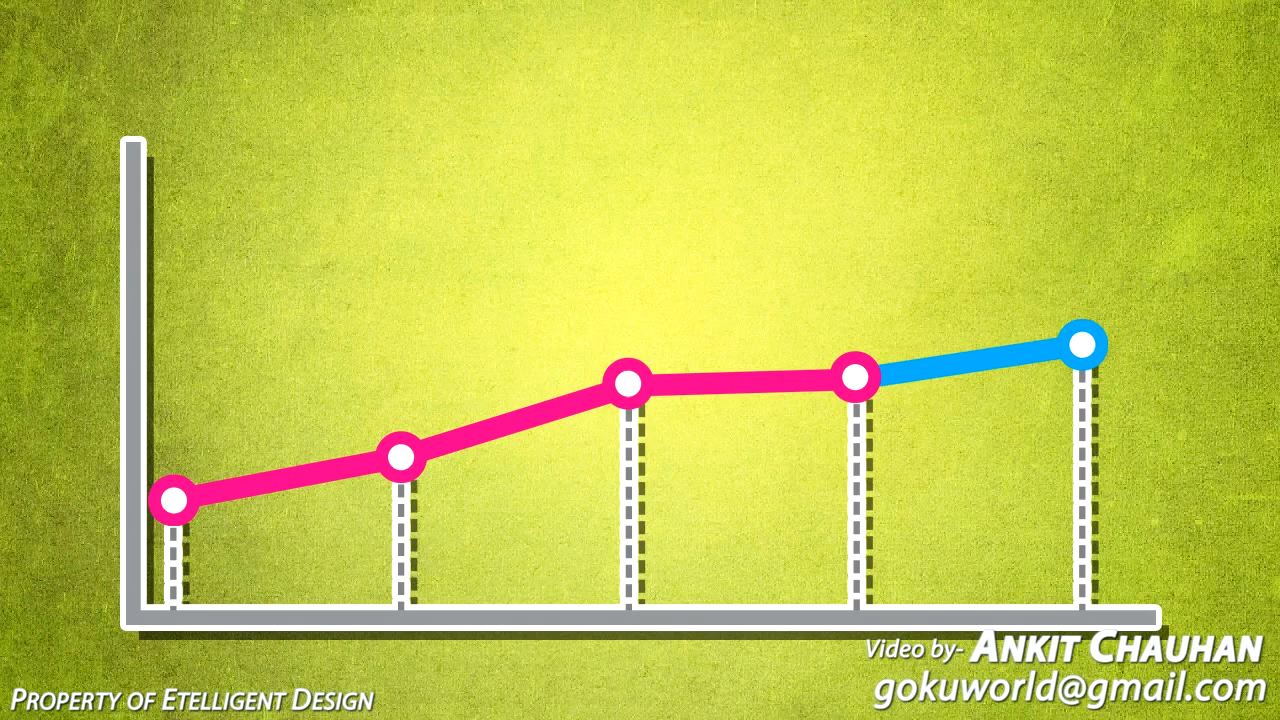 Video by- ANKIT CHAUHAN
gokuworld@gmail.com
PROPERTY OF ETELLIGENT DESIGN